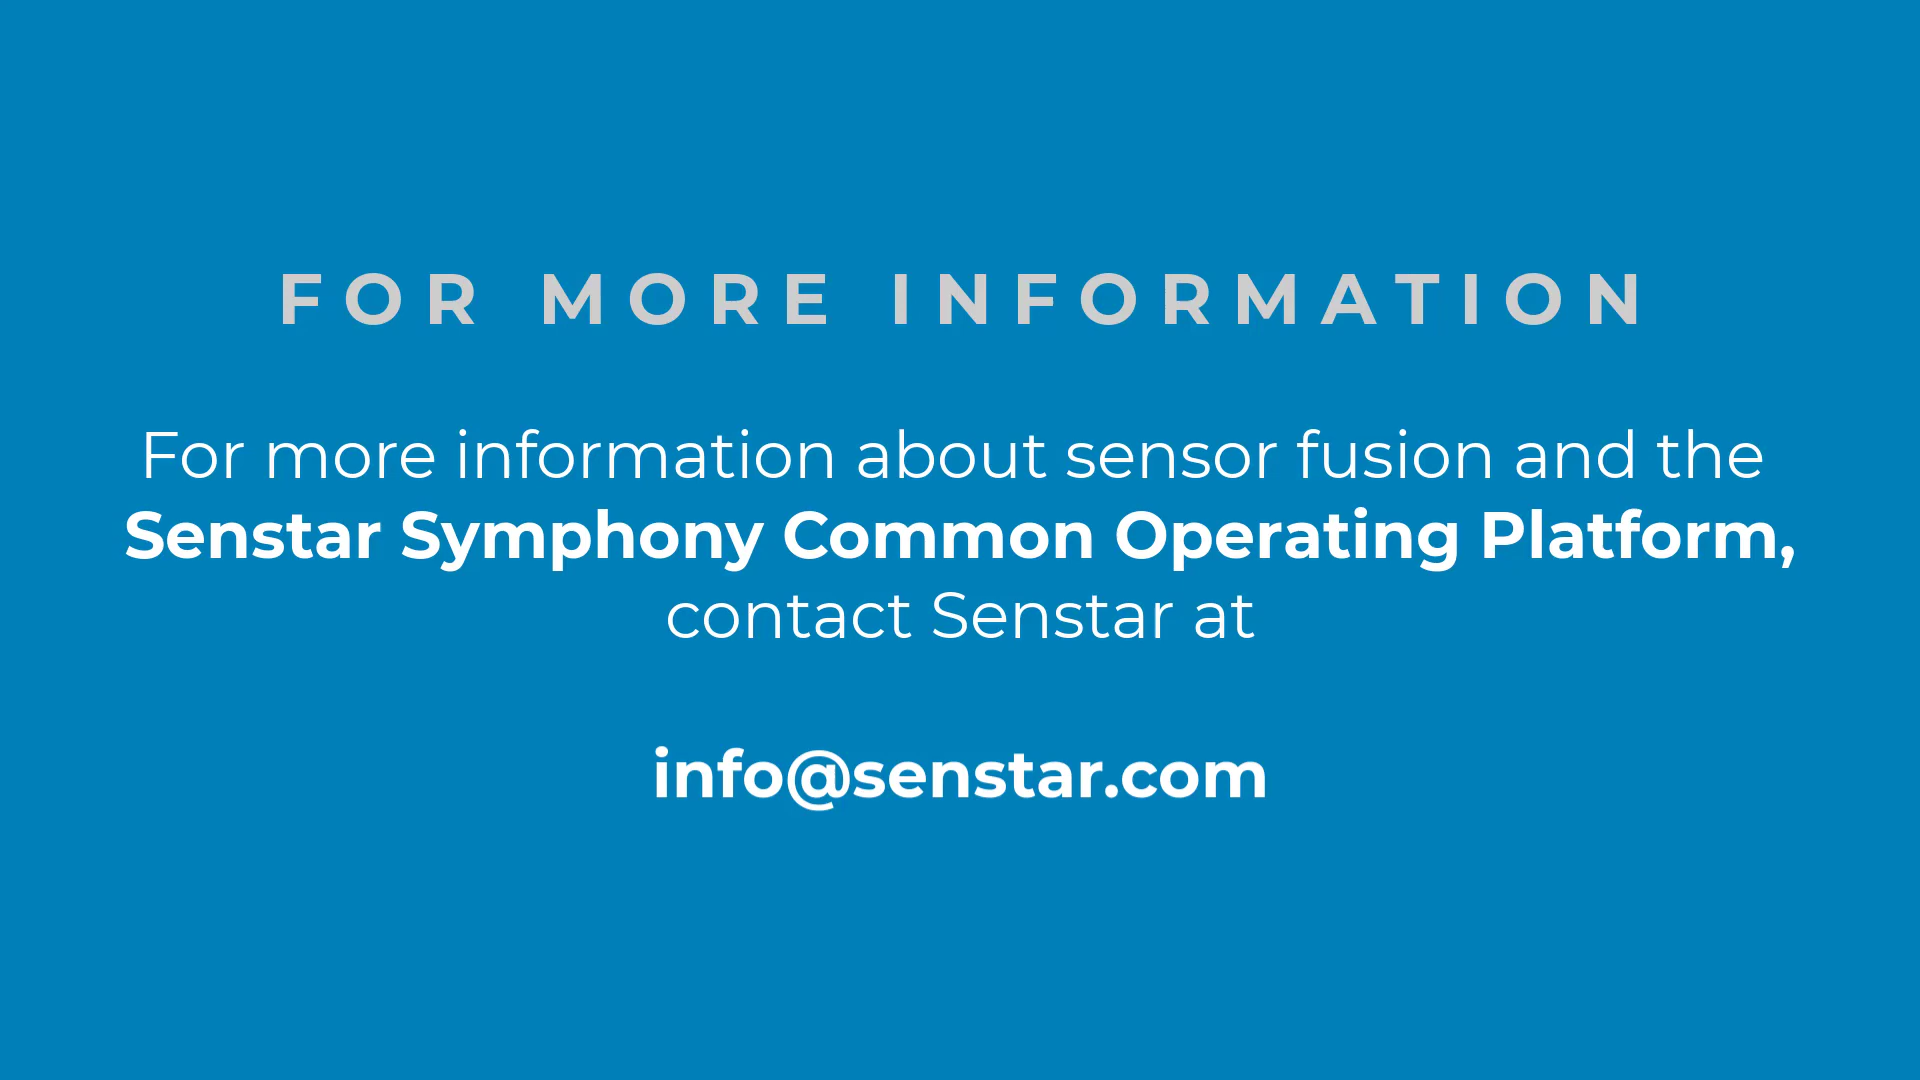 FOR MORE INFORMATION
For more information about sensor fusion and the
Senstar Symphony Common Operating Platform,
contact Senstar at
info@senstar.com